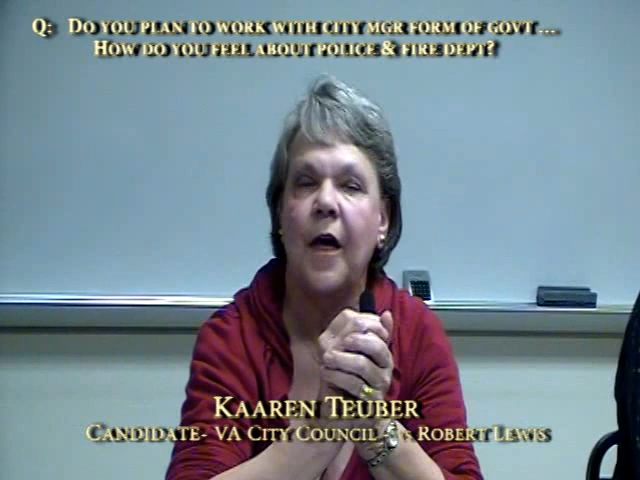 Q: Do you plan to work with city mgr form of govt ...
How do you feel about police & fire dept?
Kaaren Teuber
Candidate- VA City Council - vs Robert Lewis